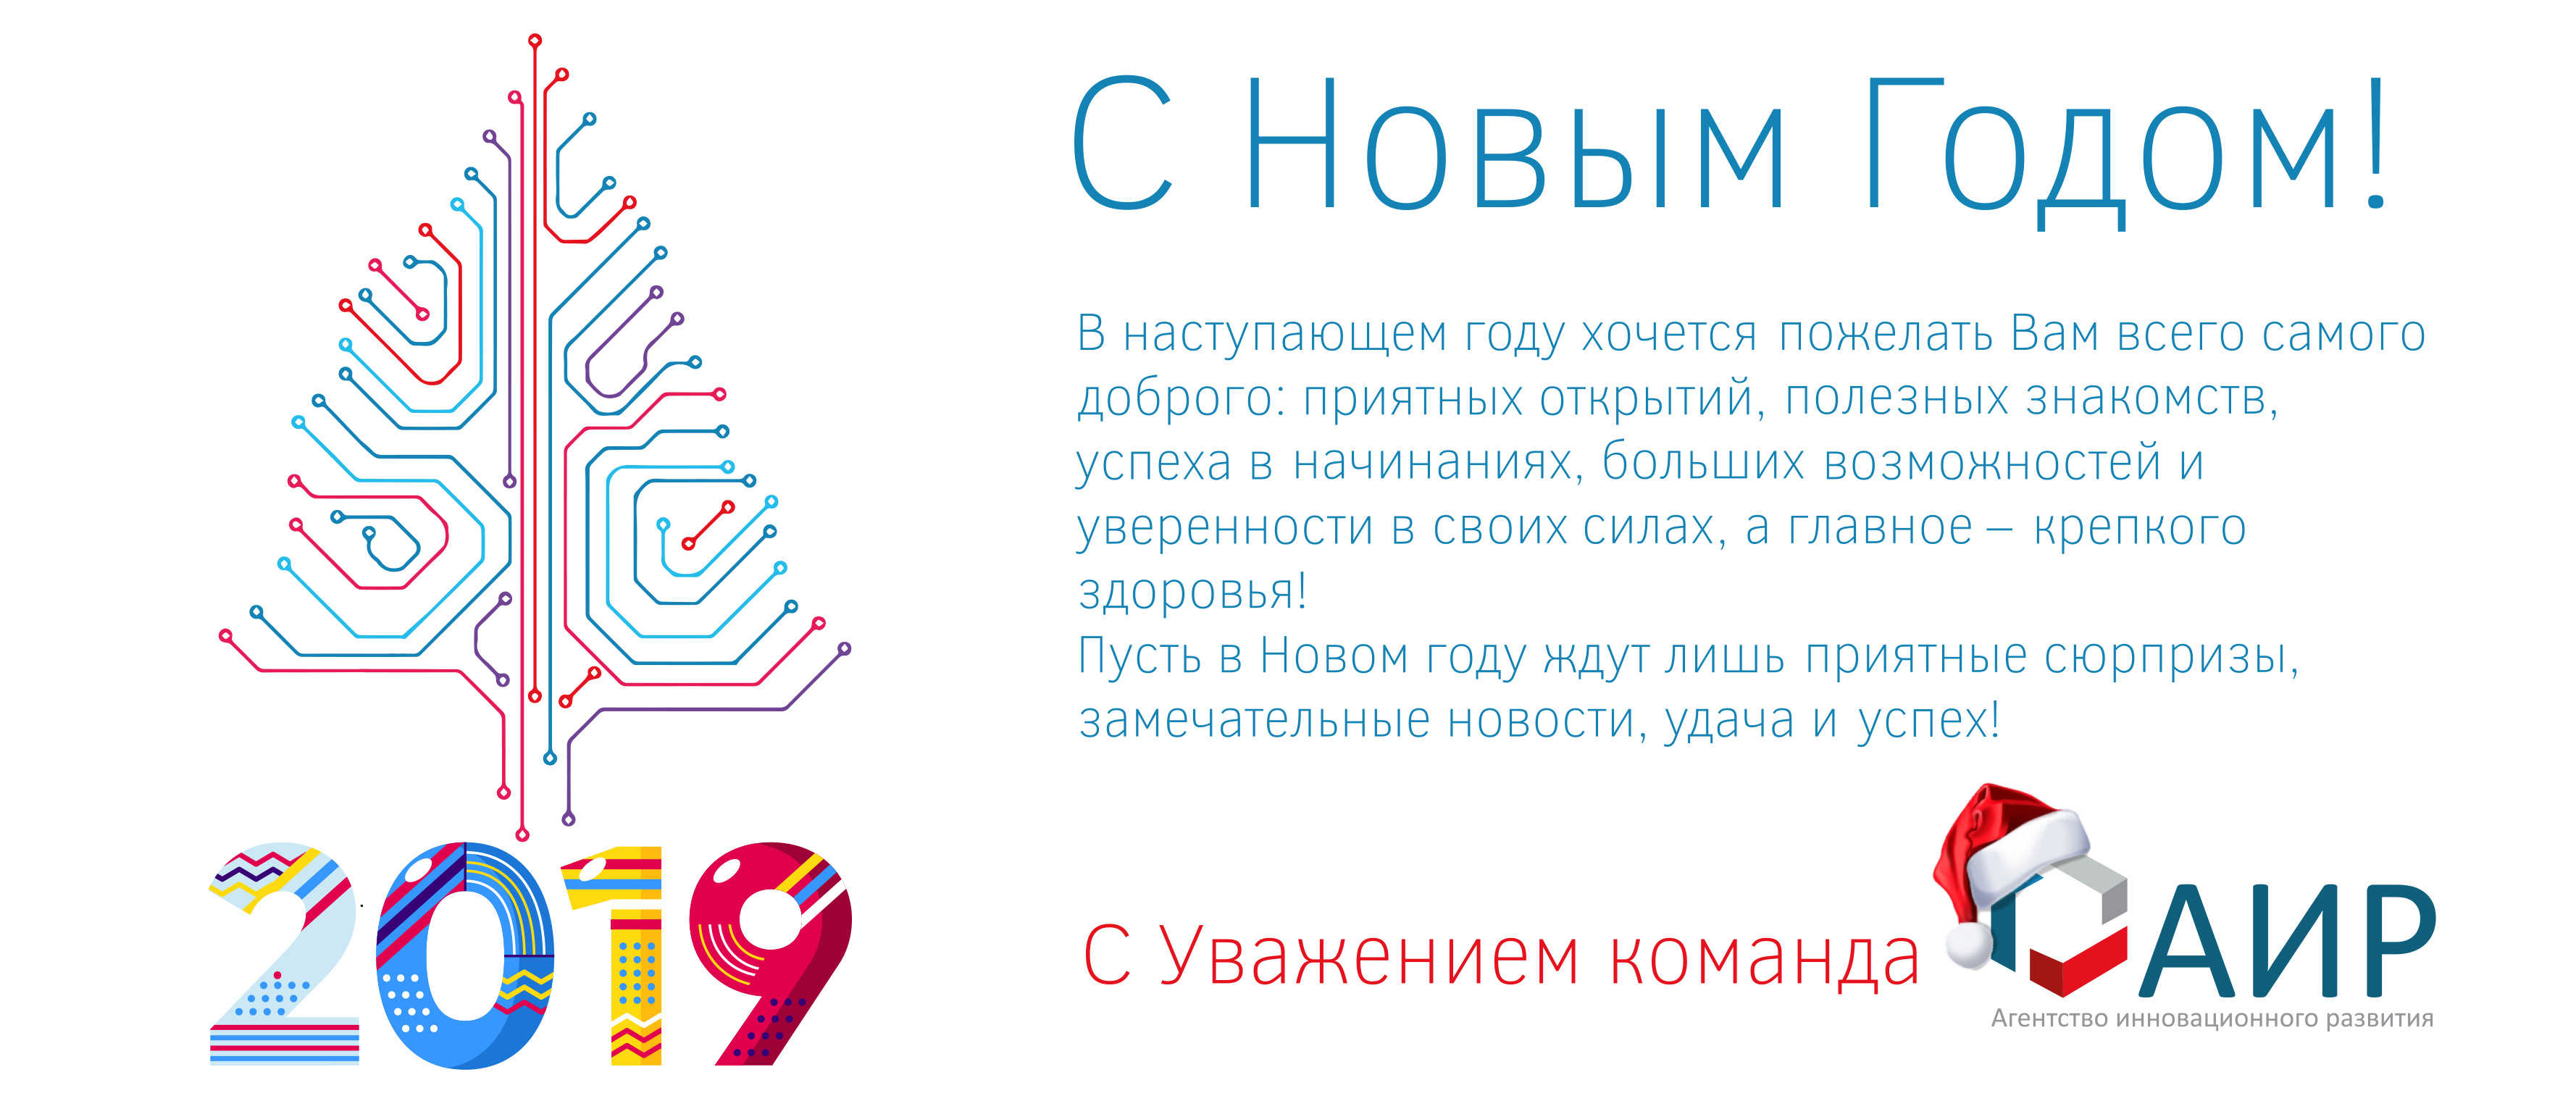 С Новым Годом!
В наступающем году хочется пожелать Вам всего самого
доброго: приятных открытий, полезных знакомств,
успеха в начинаниях, больших возможностей и
уверенности в своих силах, а главное – крепкого
здоровья!
Пусть в Новом году ждут лишь приятные сюрпризы,
замечательные новости, удача и успех!
2019
С Уважением команда
АИР
Агентство инновационного развития